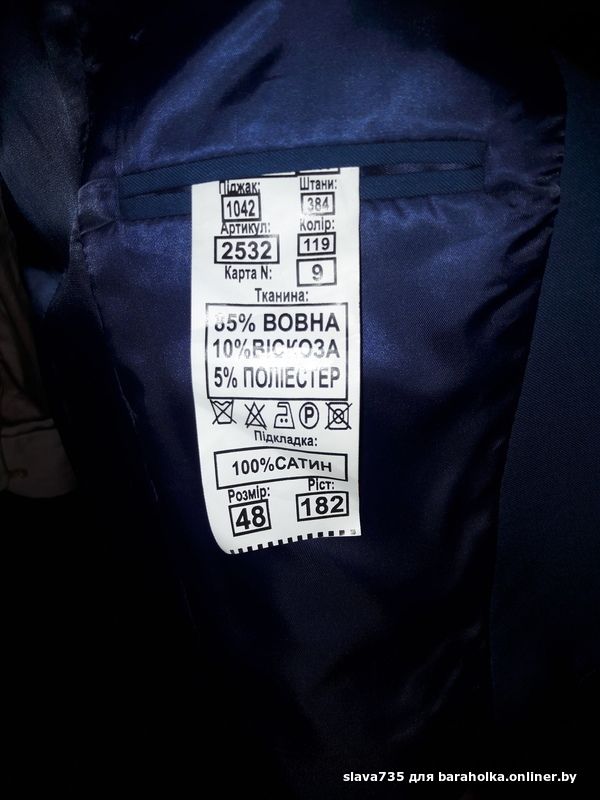 Піджак: Штани:
1042 384
Артикул: Колір:
2532 119
Карта N: 9
Тканина:
85% ВОВНА
10%ВІСКОЗА
5% ПОЛІЕСТЕР
P
Підкладка:
100%САТИН
Розмір: Ріст:
48 182
slava735 для baraholka.onliner.by